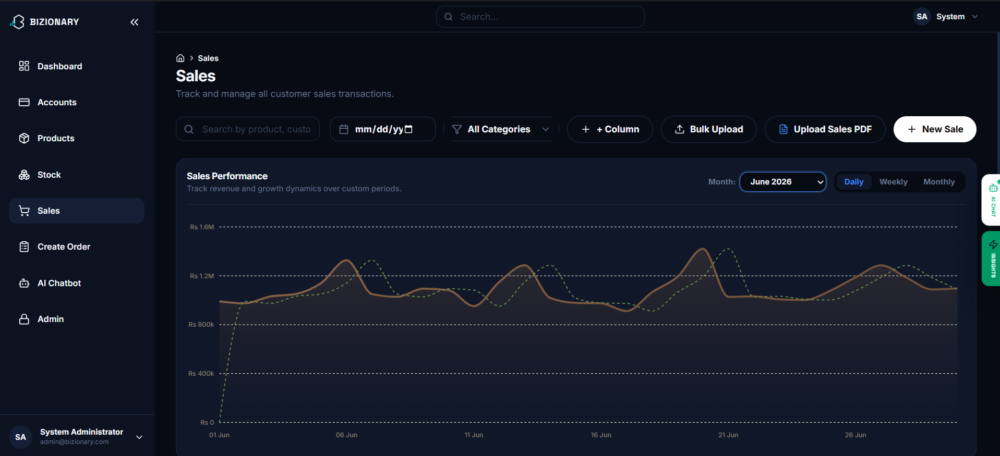 BIZIONARY
Search...
SA System
Dashboard
Accounts
Products
Stock
Sales
Create Order
AI Chatbot
Admin
SA
System Administrator
admin@bizionary.com
Sales
Sales
Track and manage all customer sales transactions.
Search by product, custo
mm/dd/yy
All Categories
+ + Column
Bulk Upload
Upload Sales PDF
+ New Sale
Sales Performance
Track revenue and growth dynamics over custom periods.
Month: June 2026
Daily Weekly Monthly
Rs 1.6M
Rs 1.2M
Rs 800k
Rs 400k
Rs 0
01 Jun 06 Jun 11 Jun 16 Jun 21 Jun 26 Jun
AI CHAT
INSIGHTS